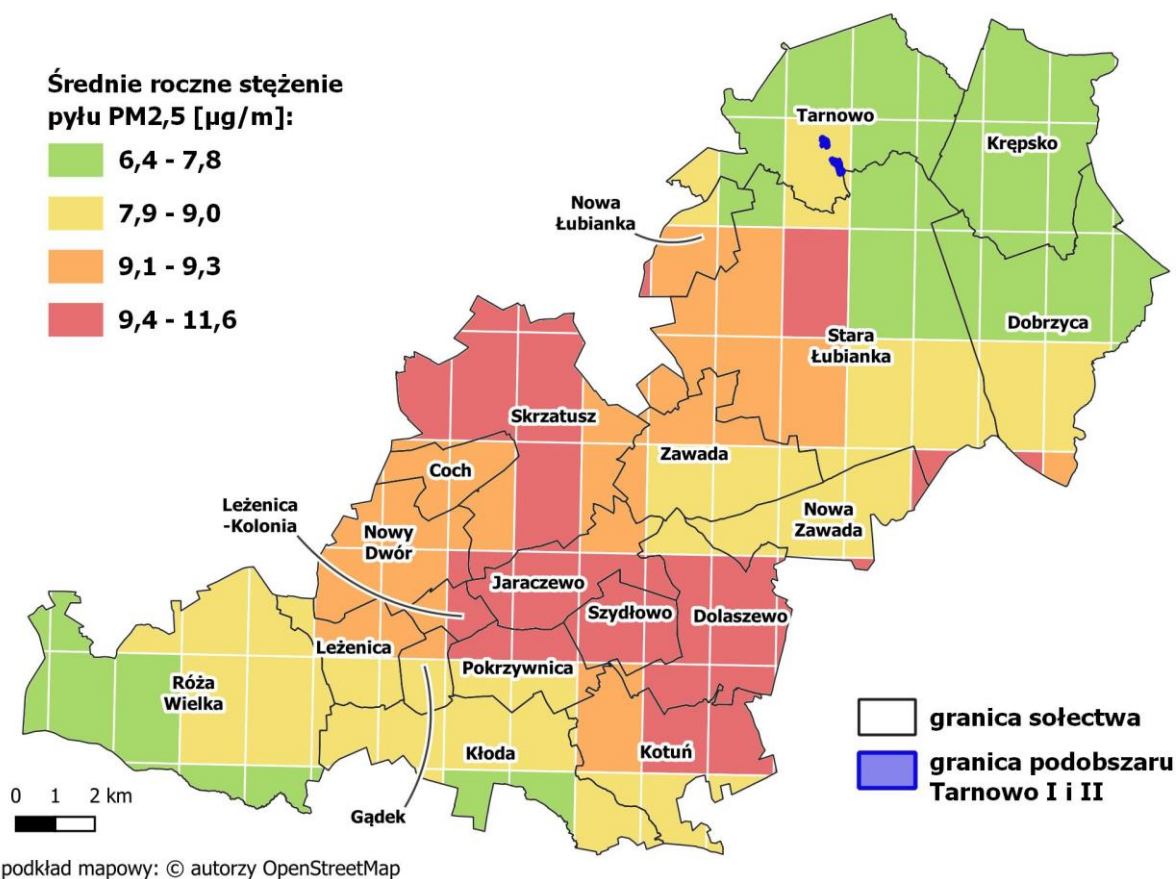 Średnie roczne stężenie
pyłu PM2,5 [µg/m]:
6,4 - 7,8
7,9 - 9,0
9,1 - 9,3
9,4 - 11,6
Tarnowo
Krępsko
Nowa
Łubianka
Dobrzyca
Stara
Łubianka
Skrzatusz
Zawada
Coch
Leżenica
-Kolonia
Nowy
Dwór
Nowa
Zawada
Jaraczewo
Szydłowo
Dolaszewo
Leżenica
Pokrzywnica
Róża
Wielka
Kłoda
Kotuń
Gądek
granica sołectwa
granica podobszaru
Tarnowo I i II
0 1 2 km
podkład mapowy: © autorzy OpenStreetMap